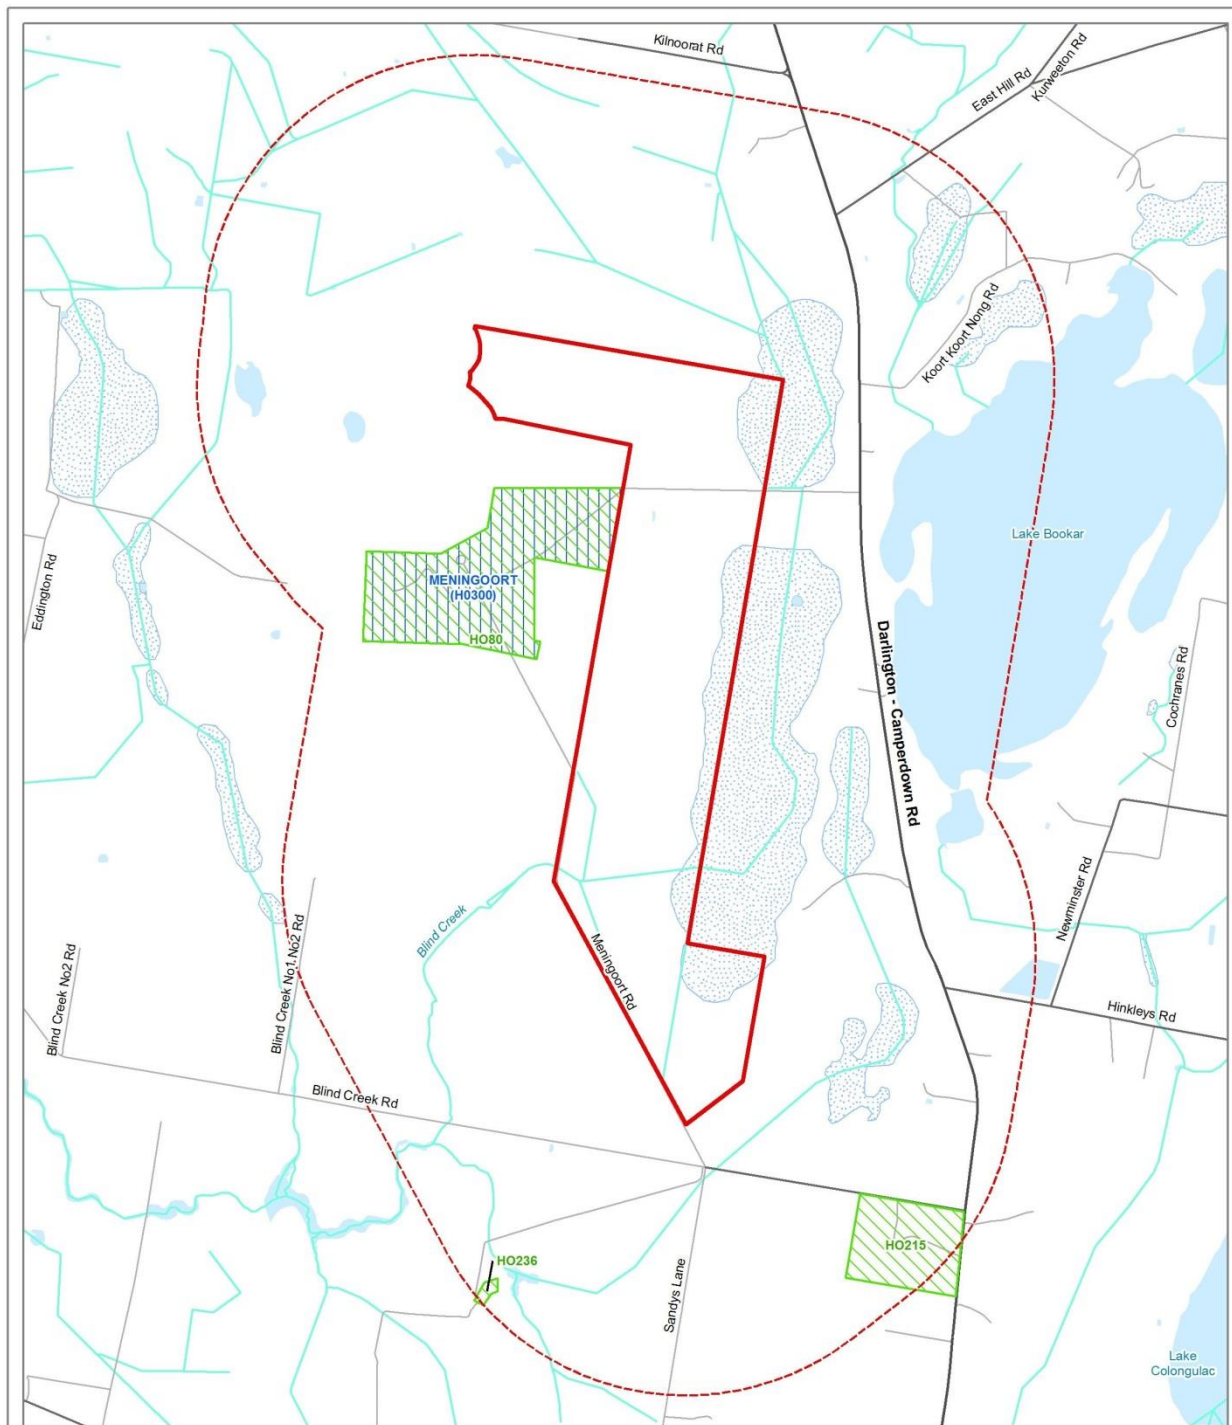 Kilnoorat Rd
East Hill Rd
Kurweeton Rd
Koort Koort Nong Rd
Lake Bookar
Eddington Rd
MENINGOORT
(H0300)
HO80
Darlington - Camperdown Rd
Cochranes Rd
Newminster Rd
Blind Creek
Meningoort Rd
Blind Creek No2 Rd
Blind Creek No1 No2 Rd
Hinkleys Rd
Blind Creek Rd
HO215
HO236
Sandys Lane
Lake
Colongulac